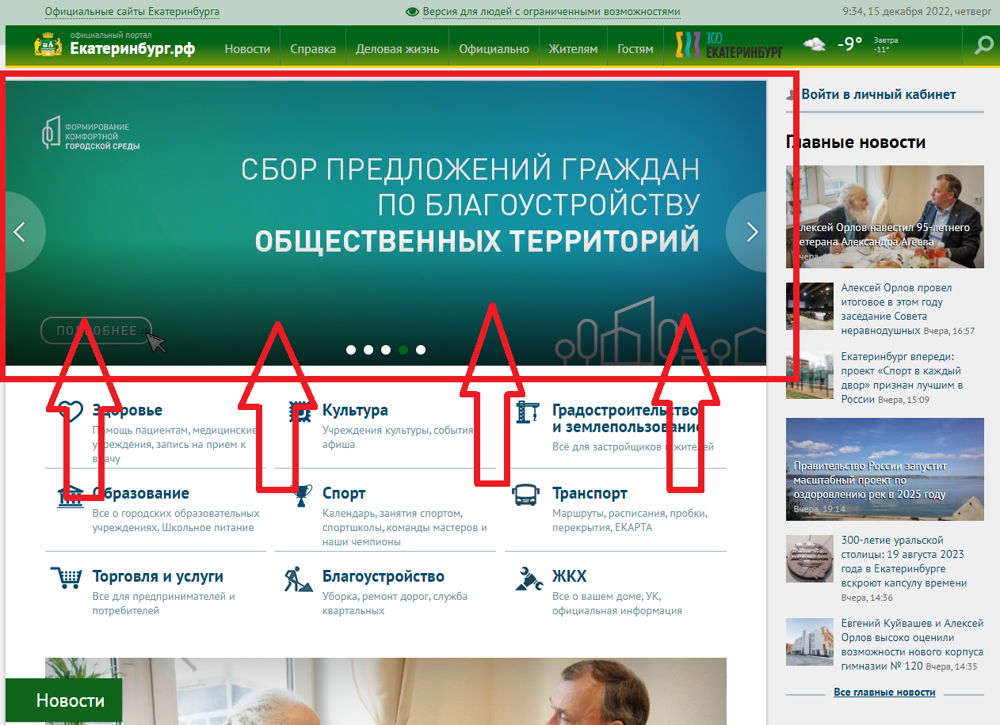 Официальные сайты Екатеринбурга
Версия для людей с ограниченными возможностями
9:34, 15 декабря 2022, четверг
официальный портал
Екатеринбург.рф
Новости
Справка
Деловая жизнь
Официально
Жителям
Гостям
300
ЕКАТЕРИНБУРГ
-9°
Завтра
-11°
ФОРМИРОВАНИЕ
КОМФОРТНОЙ
ГОРОДСКОЙ СРЕДЫ
СБОР ПРЕДЛОЖЕНИЙ ГРАЖДАН
ПО БЛАГОУСТРОЙСТВУ
ОБЩЕСТВЕННЫХ ТЕРРИТОРИЙ
ПОДРОБНЕЕ
Здоровье
Помощь пациентам, медицинские
учреждения, запись на прием к
врачу
Культура
Учреждения культуры, события,
афиша
Градостроительство
и землепользование
Всё для застройщиков и жителей
Образование
Все о городских образовательных
учреждениях. Школьное питание
Спорт
Календарь, занятия спортом,
спортшколы, команды мастеров и
наши чемпионы
Транспорт
Маршруты, расписания, пробки,
перекрытия, ЕКАРТА
Торговля и услуги
Все для предпринимателей и
потребителей
Благоустройство
Уборка, ремонт дорог, служба
квартальных
ЖКХ
Все о вашем доме, УК,
официальная информация
Новости
Войти в личный кабинет
Главные новости
Алексей Орлов навестил 95-летнего
ветерана Александра Агеева
Вчера,
Алексей Орлов провел
итоговое в этом году
заседание Совета
неравнодушных Вчера, 16:57
Екатеринбург впереди:
проект «Спорт в каждый
двор» признан лучшим в
России Вчера, 15:09
Правительство России запустит
масштабный проект по
оздоровлению рек в 2025 году
Вчера, 19:14
300-летие уральской
столицы: 19 августа 2023
года в Екатеринбурге
вскроют капсулу времени
Вчера, 14:36
Евгений Куйвашев и Алексей
Орлов высоко оценили
возможности нового корпуса
гимназии № 120 Вчера, 14:35
Все главные новости